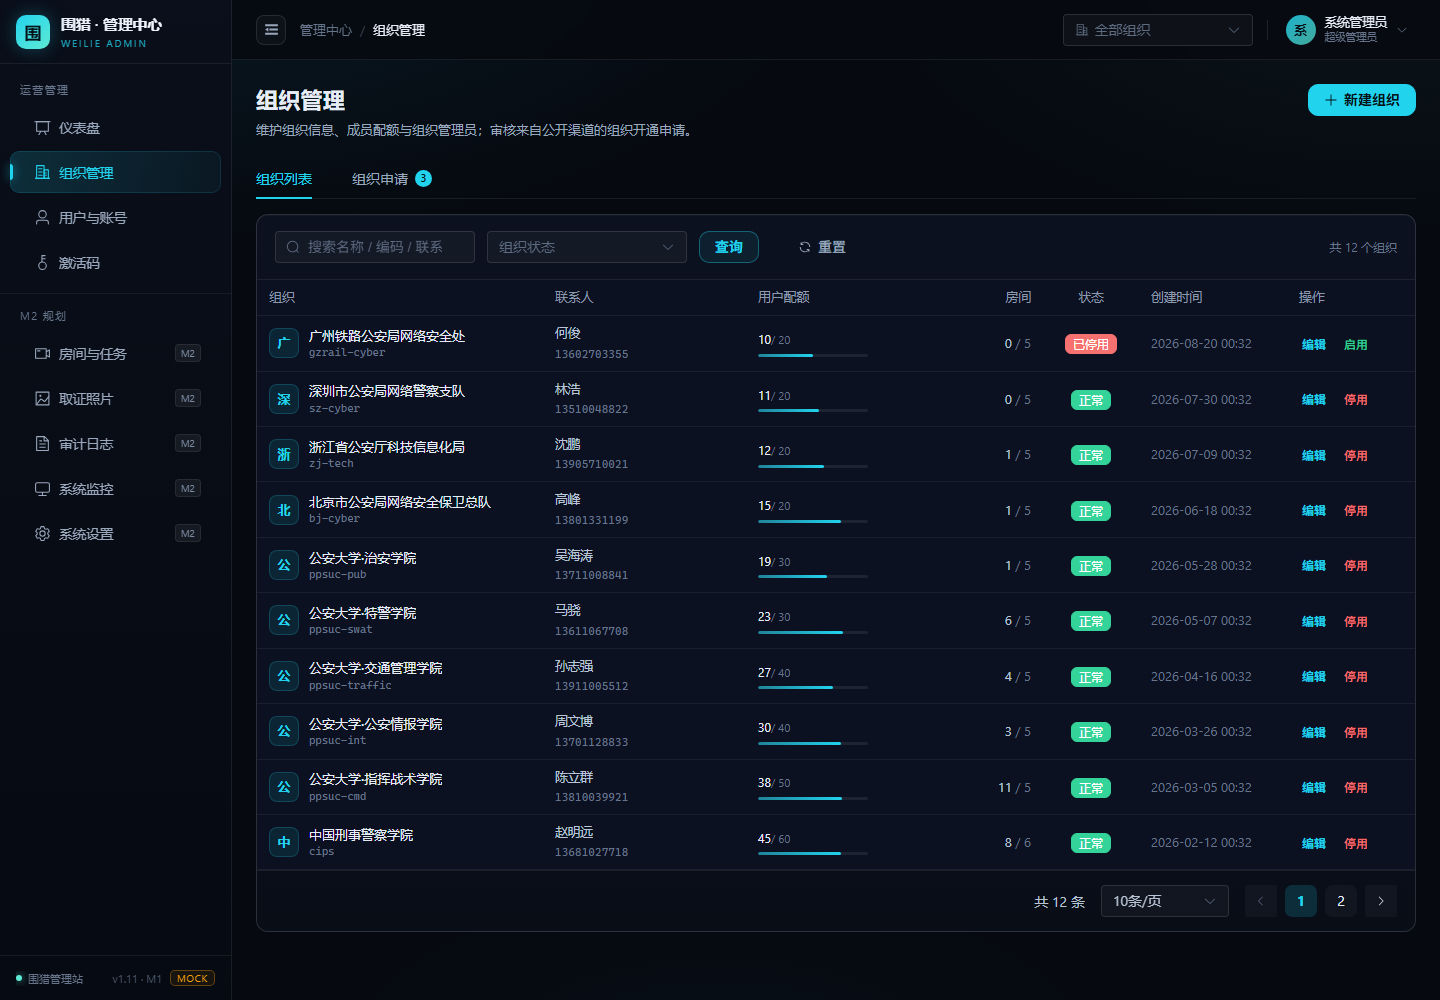 围
围猎 · 管理中心
WEILIE ADMIN
运营管理
仪表盘
组织管理
用户与账号
激活码
M2 规划
房间与任务 M2
取证照片 M2
审计日志 M2
系统监控 M2
系统设置 M2
围猎管理站 v1.11 · M1 MOCK
管理中心 / 组织管理
全部组织
系 系统管理员
超级管理员
组织管理
维护组织信息、成员配额与组织管理员；审核来自公开渠道的组织开通申请。
新建组织
组织列表 组织申请 3
搜索名称 / 编码 / 联系 组织状态 查询 重置 共 12 个组织
组织 联系人 用户配额 房间 状态 创建时间 操作
广 广州铁路公安局网络安全处 何俊 10/ 20 0 / 5 已停用 2026-08-20 00:32 编辑 启用
gzrail-cyber 13602703355
深 深圳市公安局网络警察支队 林浩 11/ 20 0 / 5 正常 2026-07-30 00:32 编辑 停用
sz-cyber 13510048822
浙 浙江省公安厅科技信息化局 沈鹏 12/ 20 1 / 5 正常 2026-07-09 00:32 编辑 停用
zj-tech 13905710021
北 北京市公安局网络安全保卫总队 高峰 15/ 20 1 / 5 正常 2026-06-18 00:32 编辑 停用
bj-cyber 13801331199
公 公安大学·治安学院 吴海涛 19/ 30 1 / 5 正常 2026-05-28 00:32 编辑 停用
ppsuc-pub 13711008841
公 公安大学·特警学院 马骁 23/ 30 6 / 5 正常 2026-05-07 00:32 编辑 停用
ppsuc-swat 13611067708
公 公安大学·交通管理学院 孙志强 27/ 40 4 / 5 正常 2026-04-16 00:32 编辑 停用
ppsuc-traffic 13911005512
公 公安大学·公安情报学院 周文博 30/ 40 3 / 5 正常 2026-03-26 00:32 编辑 停用
ppsuc-int 13701128833
公 公安大学·指挥战术学院 陈立群 38/ 50 11 / 5 正常 2026-03-05 00:32 编辑 停用
ppsuc-cmd 13810039921
中 中国刑事警察学院 赵明远 45/ 60 8 / 6 正常 2026-02-12 00:32 编辑 停用
cips 13681027718
共 12 条 10条/页 1 2